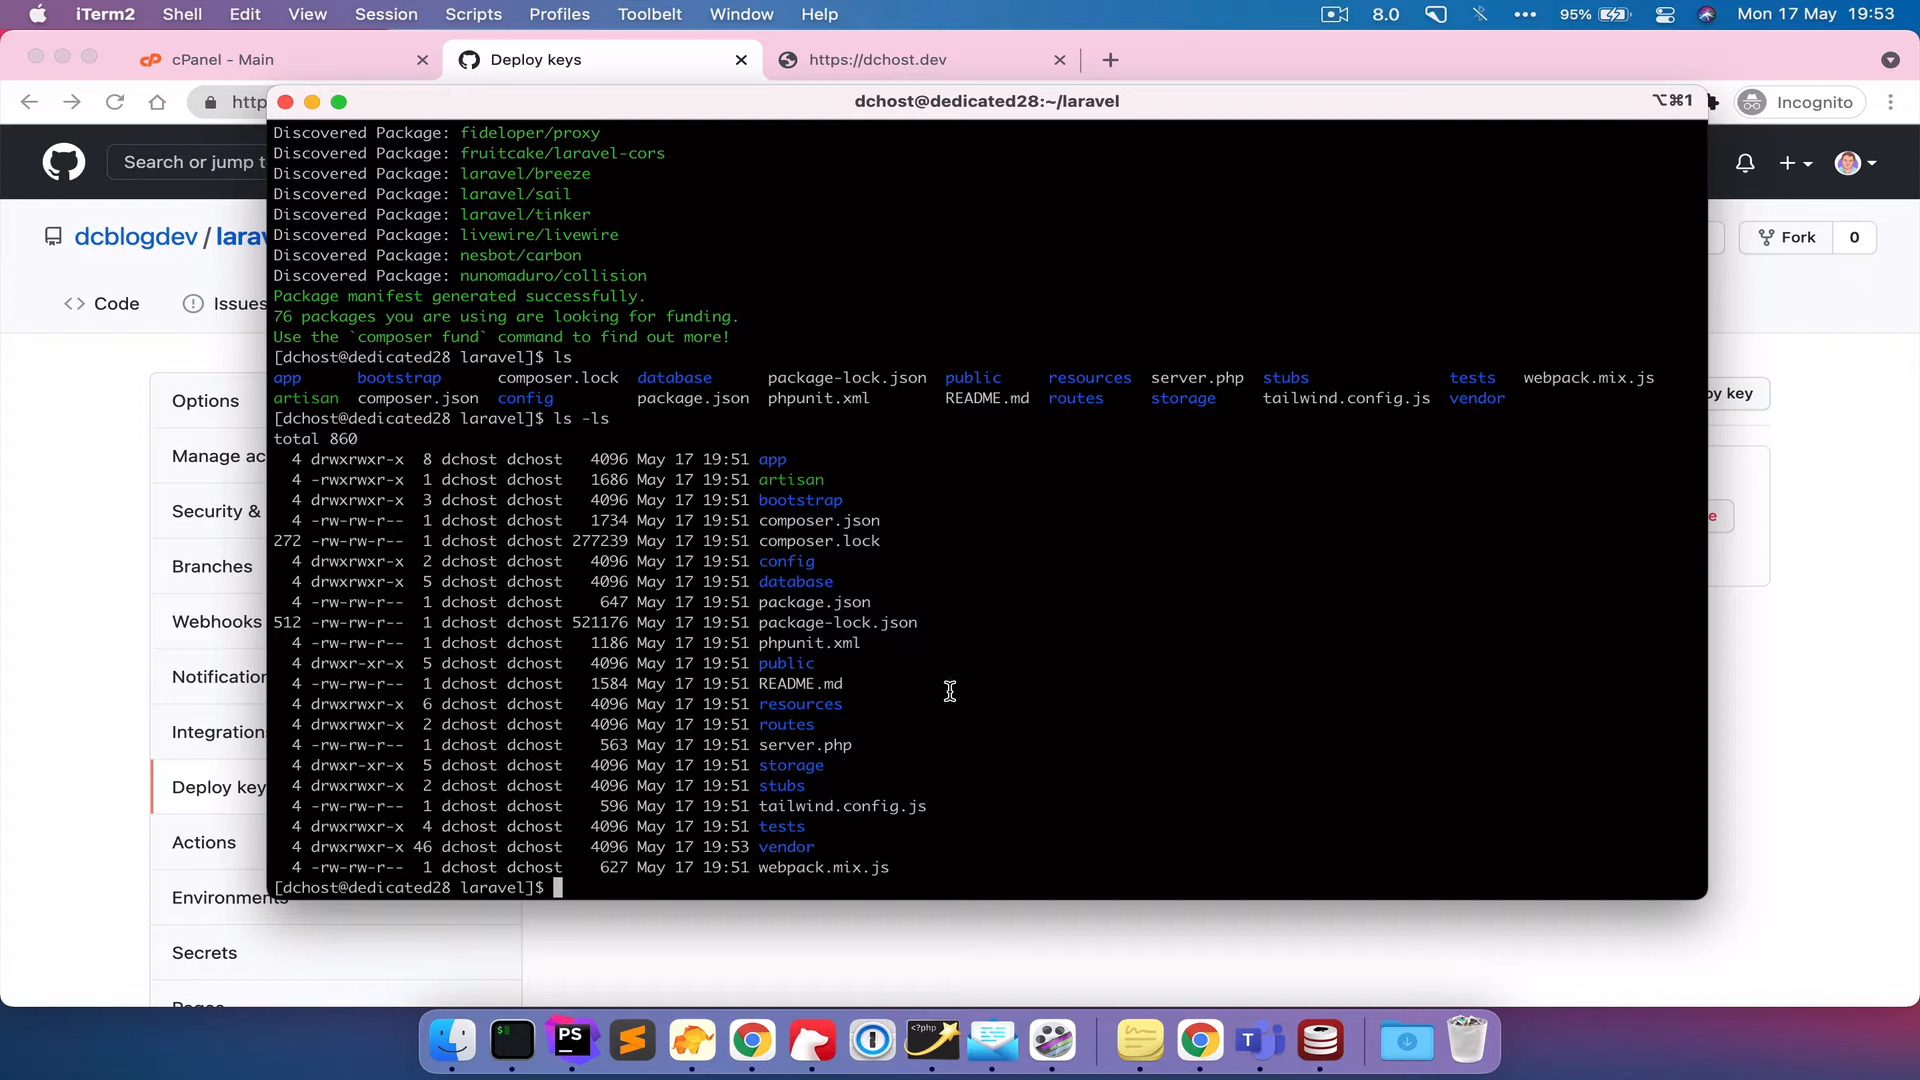 iTerm2 Shell Edit View Session Scripts Profiles Toolbelt Window Help 8.0 95% Mon 17 May 19:53
cPanel - Main
Deploy keys
https://dchost.dev
http
dchost@dedicated28:~/laravel
⌥⌘1
Incognito
Search or jump t
dcblogdev / larav
Fork 0
Code
Issues
Options
Manage ac
Security &
Branches
Webhooks
Notification
Integration
Deploy key
Actions
Environments
Secrets
oy key
e
Discovered Package: fideloper/proxy
Discovered Package: fruitcake/laravel-cors
Discovered Package: laravel/breeze
Discovered Package: laravel/sail
Discovered Package: laravel/tinker
Discovered Package: livewire/livewire
Discovered Package: nesbot/carbon
Discovered Package: nunomaduro/collision
Package manifest generated successfully.
76 packages you are using are looking for funding.
Use the `composer fund` command to find out more!
[dchost@dedicated28 laravel]$ ls
app bootstrap composer.lock database package-lock.json public resources server.php stubs tests webpack.mix.js
artisan composer.json config package.json phpunit.xml README.md routes storage tailwind.config.js vendor
[dchost@dedicated28 laravel]$ ls -ls
total 860
4 drwxrwxr-x 8 dchost dchost 4096 May 17 19:51 app
4 -rwxrwxr-x 1 dchost dchost 1686 May 17 19:51 artisan
4 drwxrwxr-x 3 dchost dchost 4096 May 17 19:51 bootstrap
4 -rw-rw-r-- 1 dchost dchost 1734 May 17 19:51 composer.json
272 -rw-rw-r-- 1 dchost dchost 277239 May 17 19:51 composer.lock
4 drwxrwxr-x 2 dchost dchost 4096 May 17 19:51 config
4 drwxrwxr-x 5 dchost dchost 4096 May 17 19:51 database
4 -rw-rw-r-- 1 dchost dchost 647 May 17 19:51 package.json
512 -rw-rw-r-- 1 dchost dchost 521176 May 17 19:51 package-lock.json
4 -rw-rw-r-- 1 dchost dchost 1186 May 17 19:51 phpunit.xml
4 drwxr-xr-x 5 dchost dchost 4096 May 17 19:51 public
4 -rw-rw-r-- 1 dchost dchost 1584 May 17 19:51 README.md
4 drwxrwxr-x 6 dchost dchost 4096 May 17 19:51 resources
4 drwxrwxr-x 2 dchost dchost 4096 May 17 19:51 routes
4 -rw-rw-r-- 1 dchost dchost 563 May 17 19:51 server.php
4 drwxr-xr-x 5 dchost dchost 4096 May 17 19:51 storage
4 drwxrwxr-x 2 dchost dchost 4096 May 17 19:51 stubs
4 -rw-rw-r-- 1 dchost dchost 596 May 17 19:51 tailwind.config.js
4 drwxrwxr-x 4 dchost dchost 4096 May 17 19:51 tests
4 drwxrwxr-x 46 dchost dchost 4096 May 17 19:53 vendor
4 -rw-rw-r-- 1 dchost dchost 627 May 17 19:51 webpack.mix.js
[dchost@dedicated28 laravel]$
PS
<?php